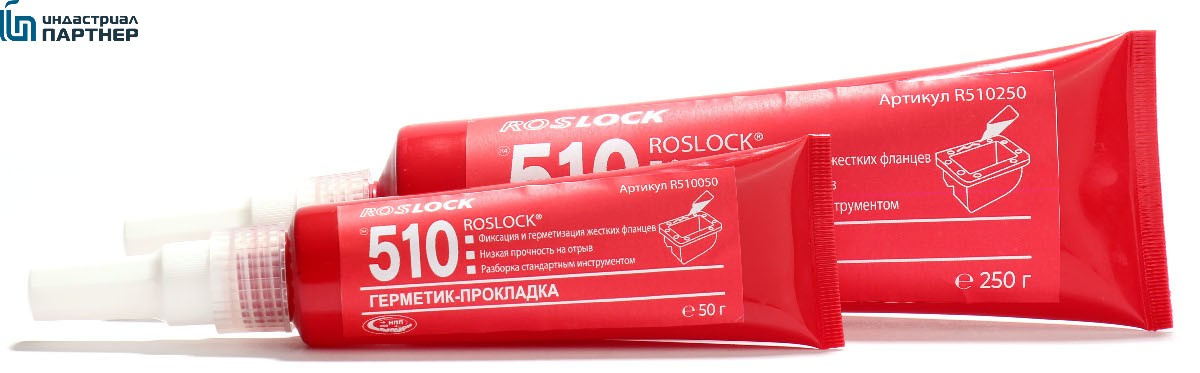 ИНДАСТРИАЛ
ПАРТНЕР
Артикул R510250
ROSLOCK
510
ROSLOCK®
жестких фланцев
℮ 250 г
Артикул R510050
ROSLOCK
510
ROSLOCK®
Фиксация и герметизация жестких фланцев
Низкая прочность на отрыв
Разборка стандартным инструментом
ГЕРМЕТИК-ПРОКЛАДКА
℮ 50 г